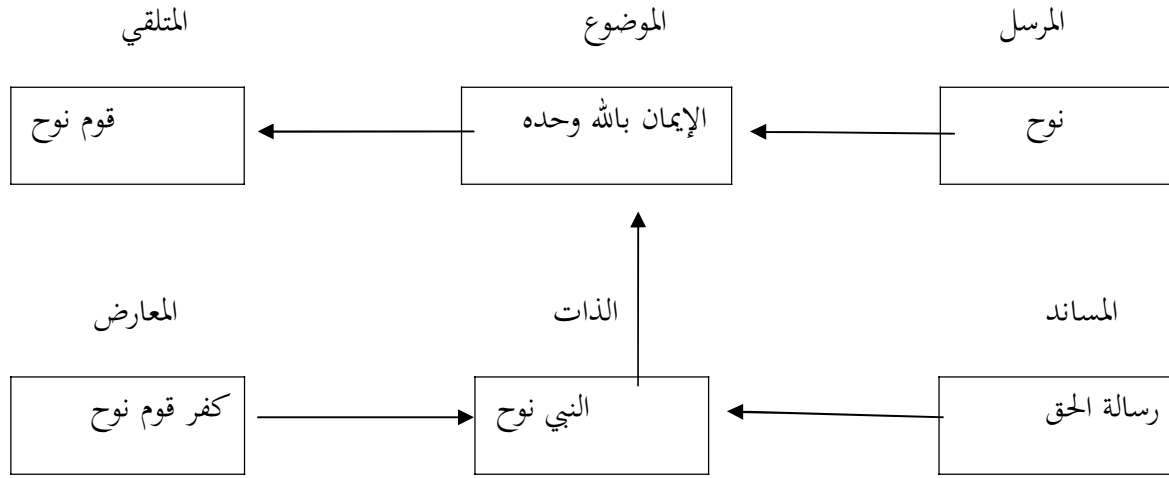 المرسل الموضوع المتلقي
نوح الإيمان بالله وحده قوم نوح
المساند الذات المعارض
رسالة الحق النبي نوح كفر قوم نوح